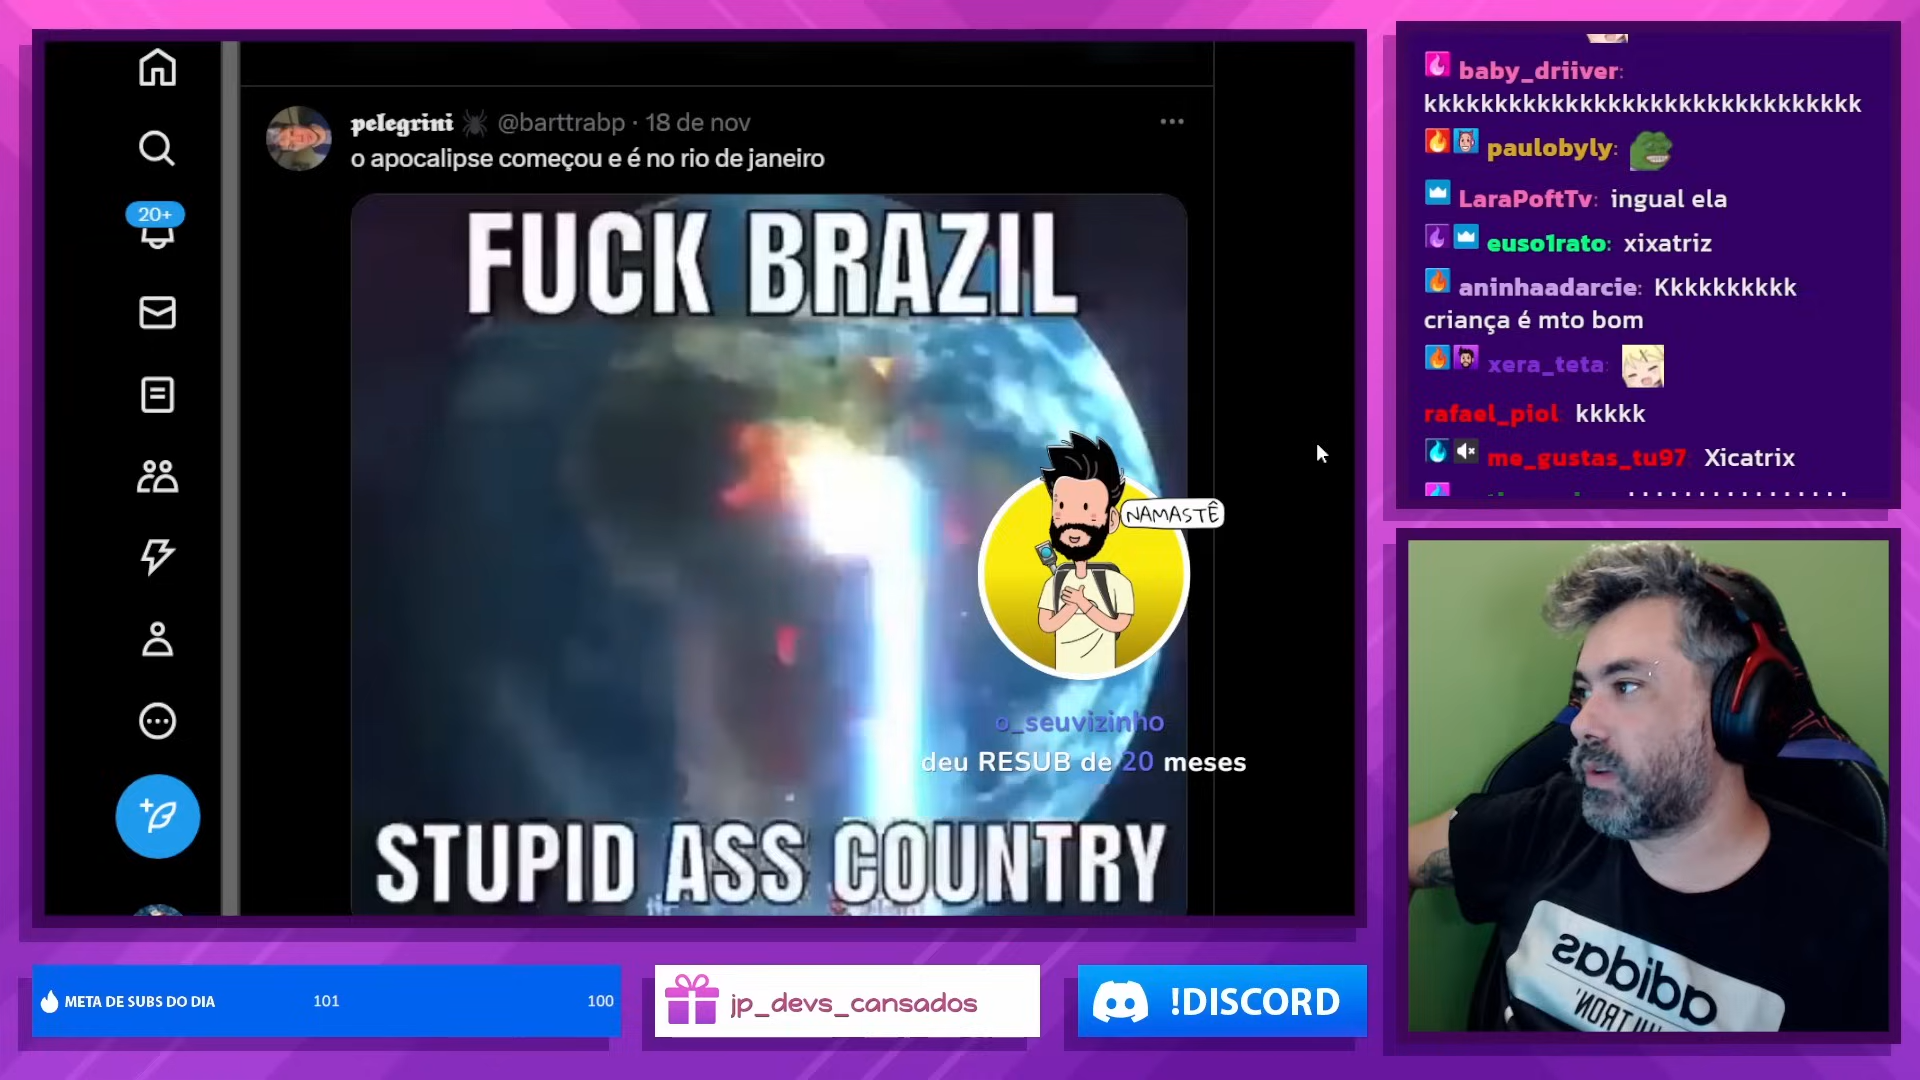 20+
pelegrini @barttrabp · 18 de nov
o apocalipse começou e é no rio de janeiro
FUCK BRAZIL
NAMASTÊ
o_seuvizinho
deu RESUB de 20 meses
STUPID ASS COUNTRY
META DE SUBS DO DIA 101 100
jp_devs_cansados
!DISCORD
baby_driiver:
kkkkkkkkkkkkkkkkkkkkkkkkkkkkkkk
paulobyly:
LaraPoftTv: ingual ela
euso1rato: xixatriz
aninhaadarcie: Kkkkkkkkkk
criança é mto bom
xera_teta:
rafael_piol: kkkkk
me_gustas_tu97: Xicatrix
adidas